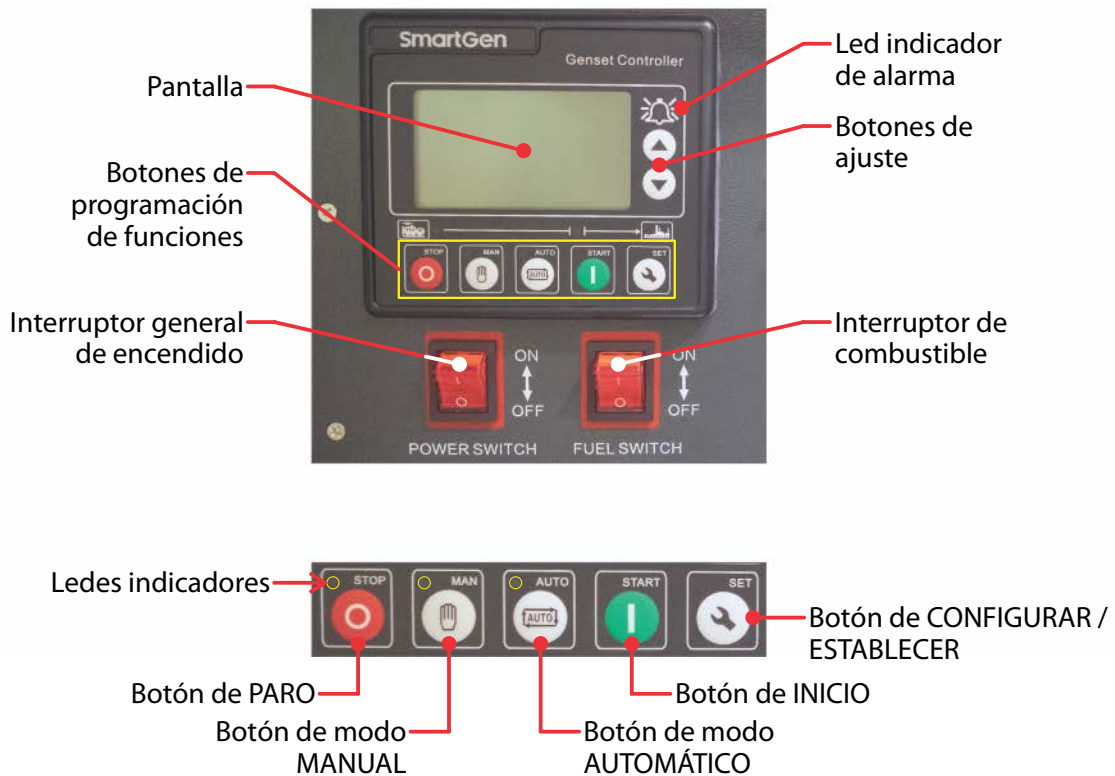 SmartGen
Genset Controller
Led indicador
de alarma
Pantalla
Botones de
ajuste
Botones de
programación
de funciones
STOP
MAN
AUTO
START
SET
AUTO
Interruptor general
de encendido
ON
OFF
ON
OFF
Interruptor de
combustible
POWER SWITCH
FUEL SWITCH
Ledes indicadores
STOP
MAN
AUTO
START
SET
AUTO
Botón de CONFIGURAR /
ESTABLECER
Botón de PARO
Botón de INICIO
Botón de modo
MANUAL
Botón de modo
AUTOMÁTICO